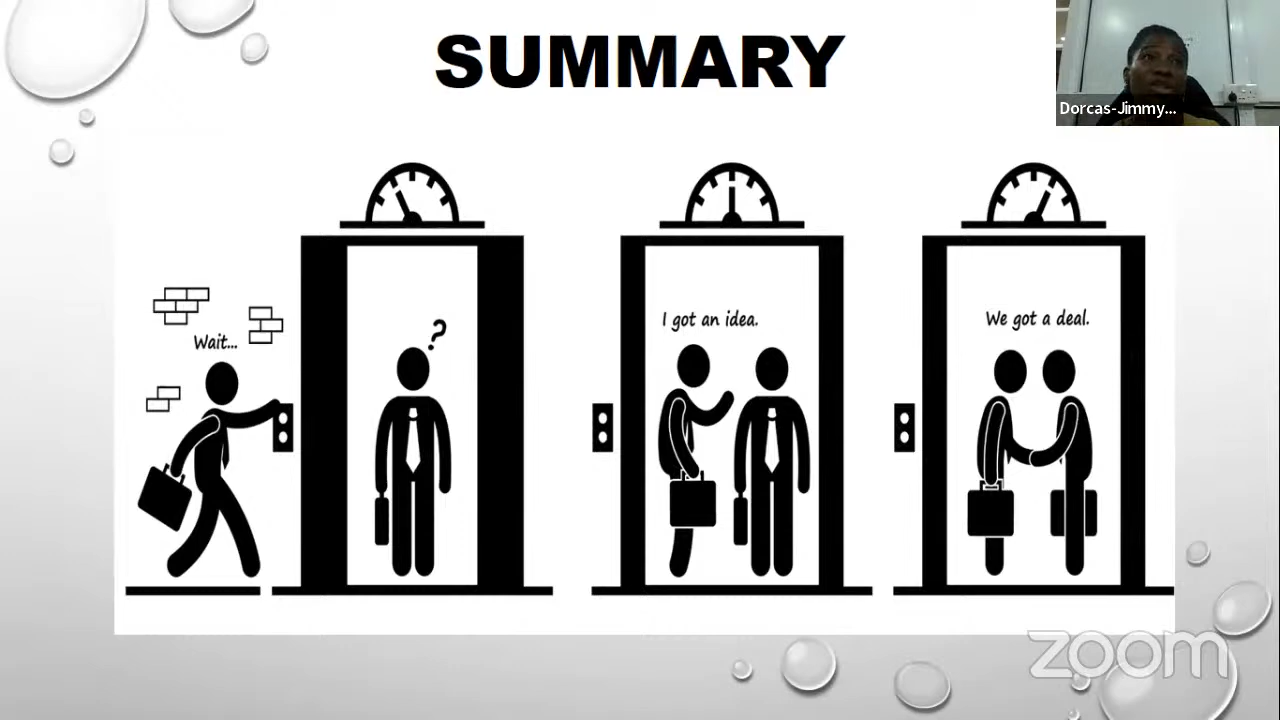 SUMMARY
Dorcas-Jimmy...
Wait...
?
I got an idea.
We got a deal.
zoom